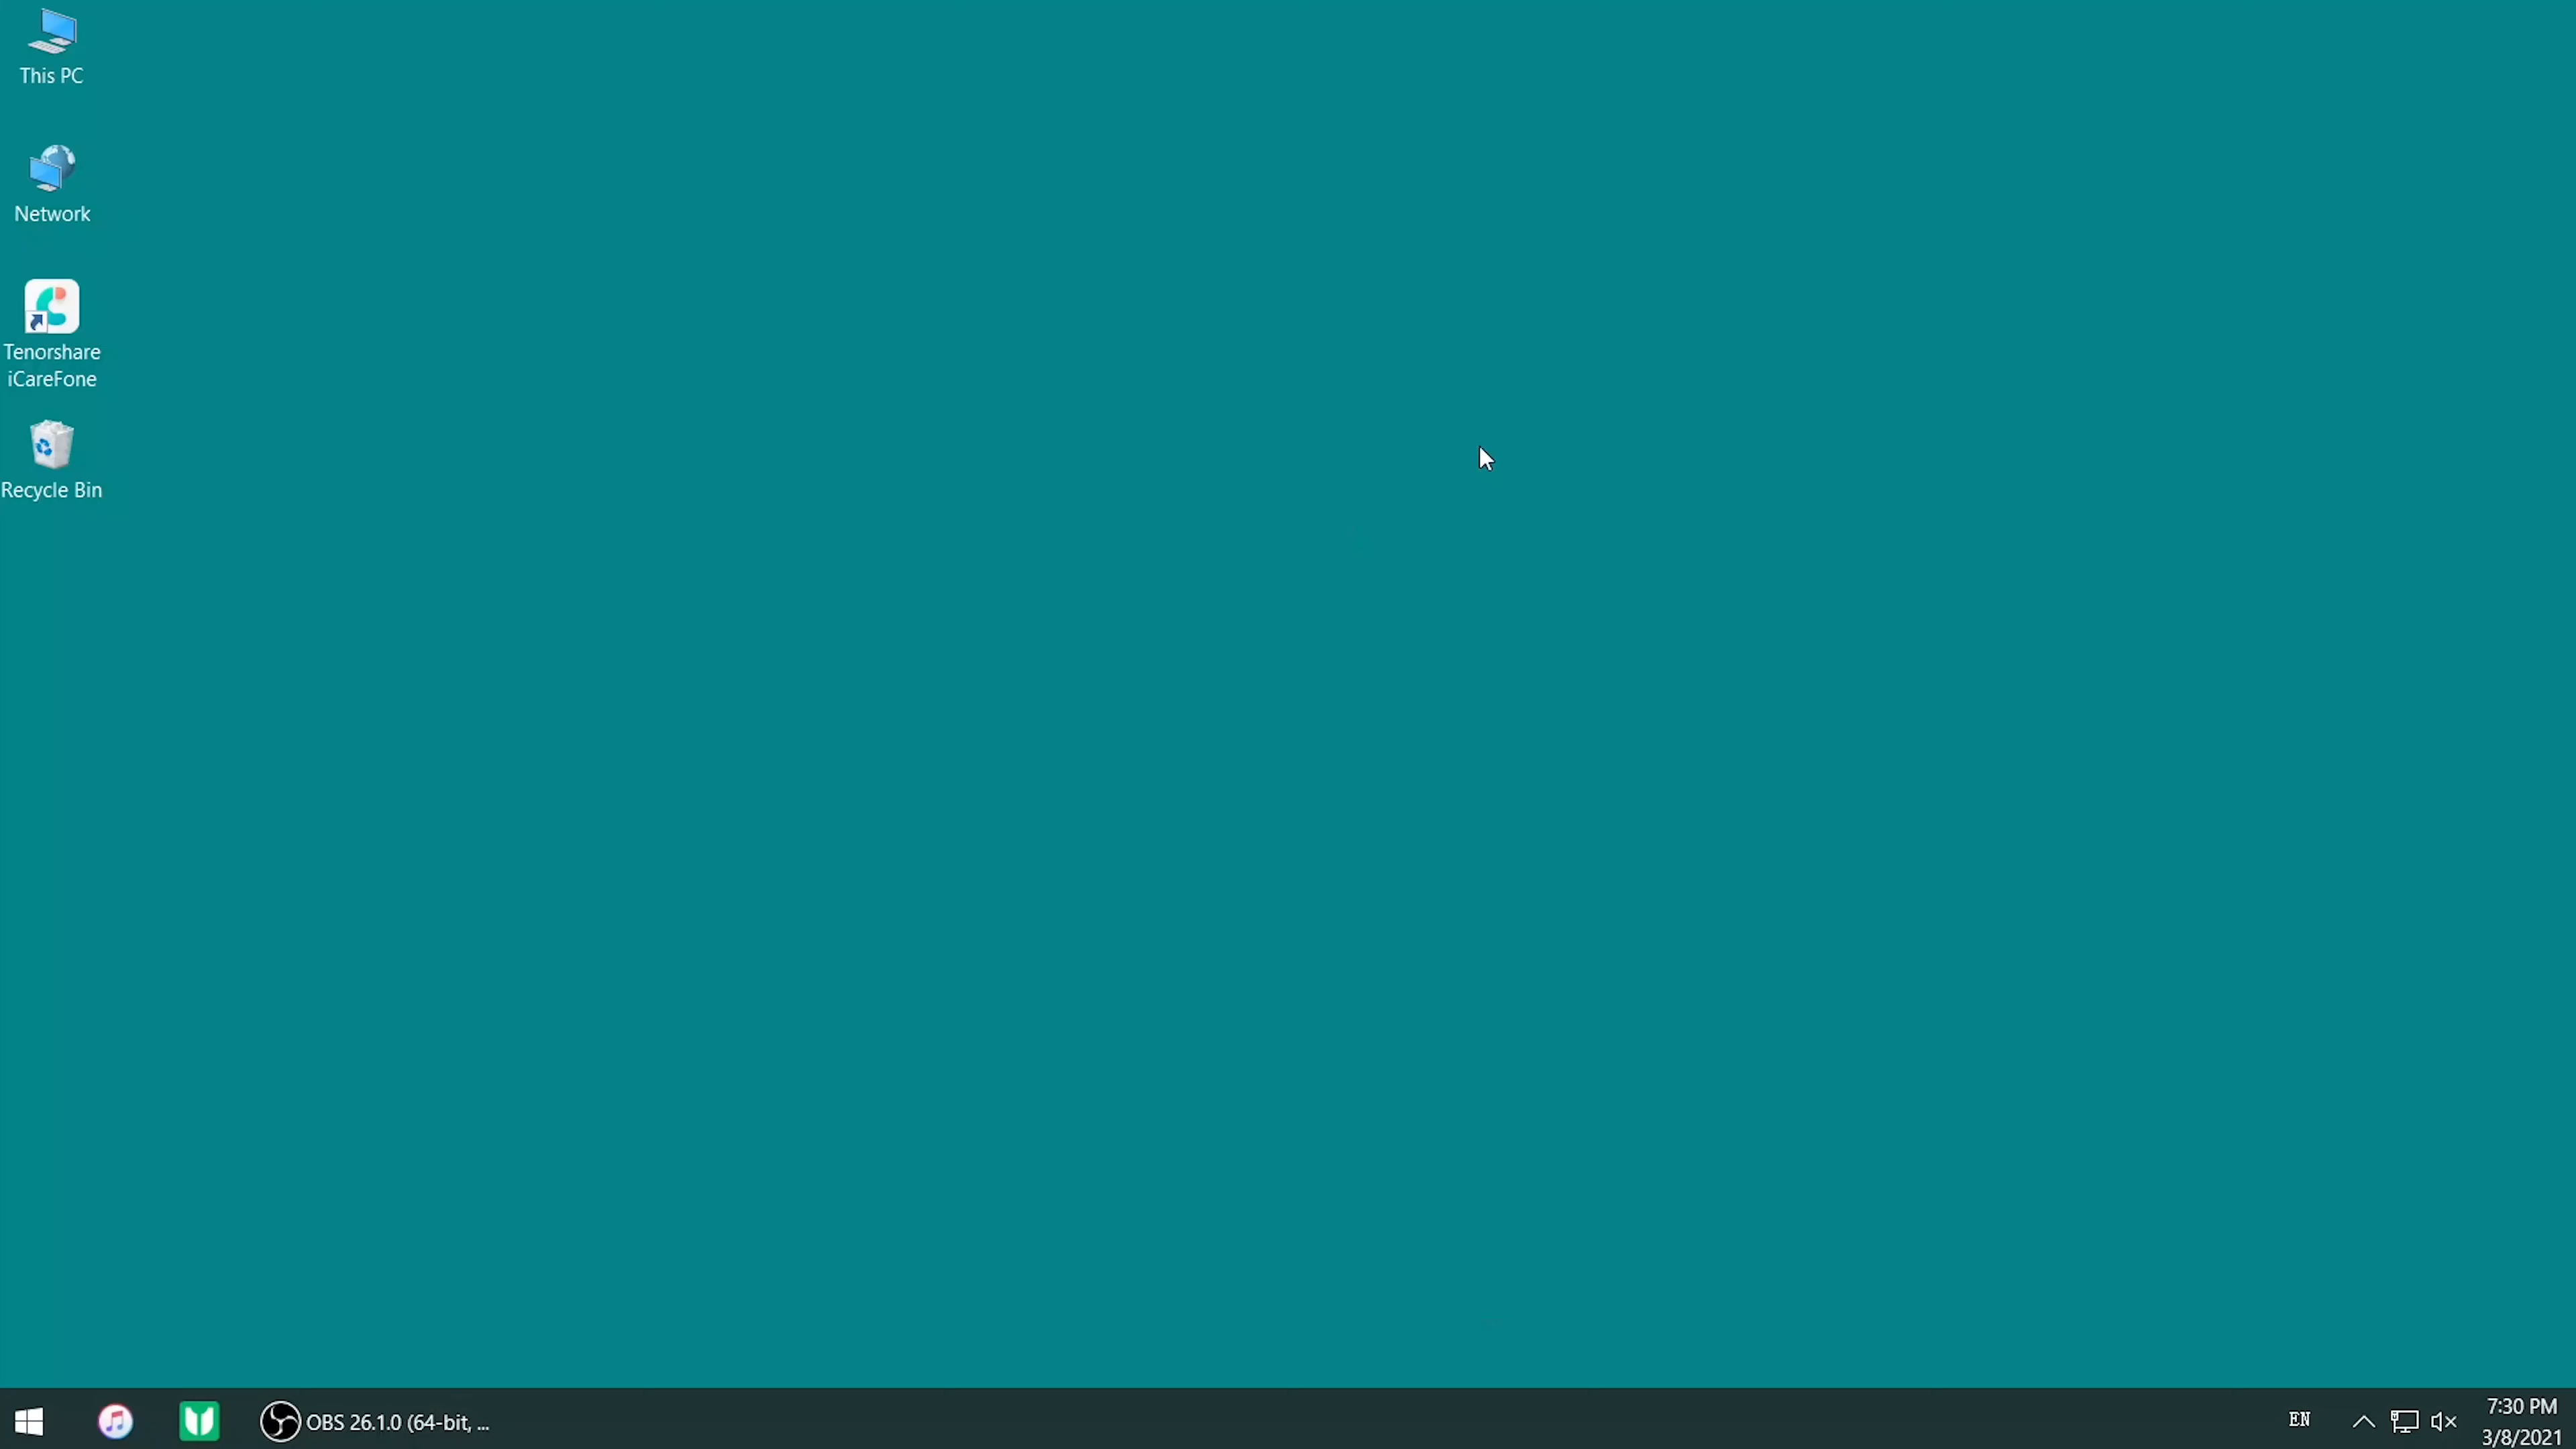 This PC
Network
Tenorshare
iCareFone
Recycle Bin
OBS 26.1.0 (64-bit, ...
EN
7:30 PM
3/8/2021